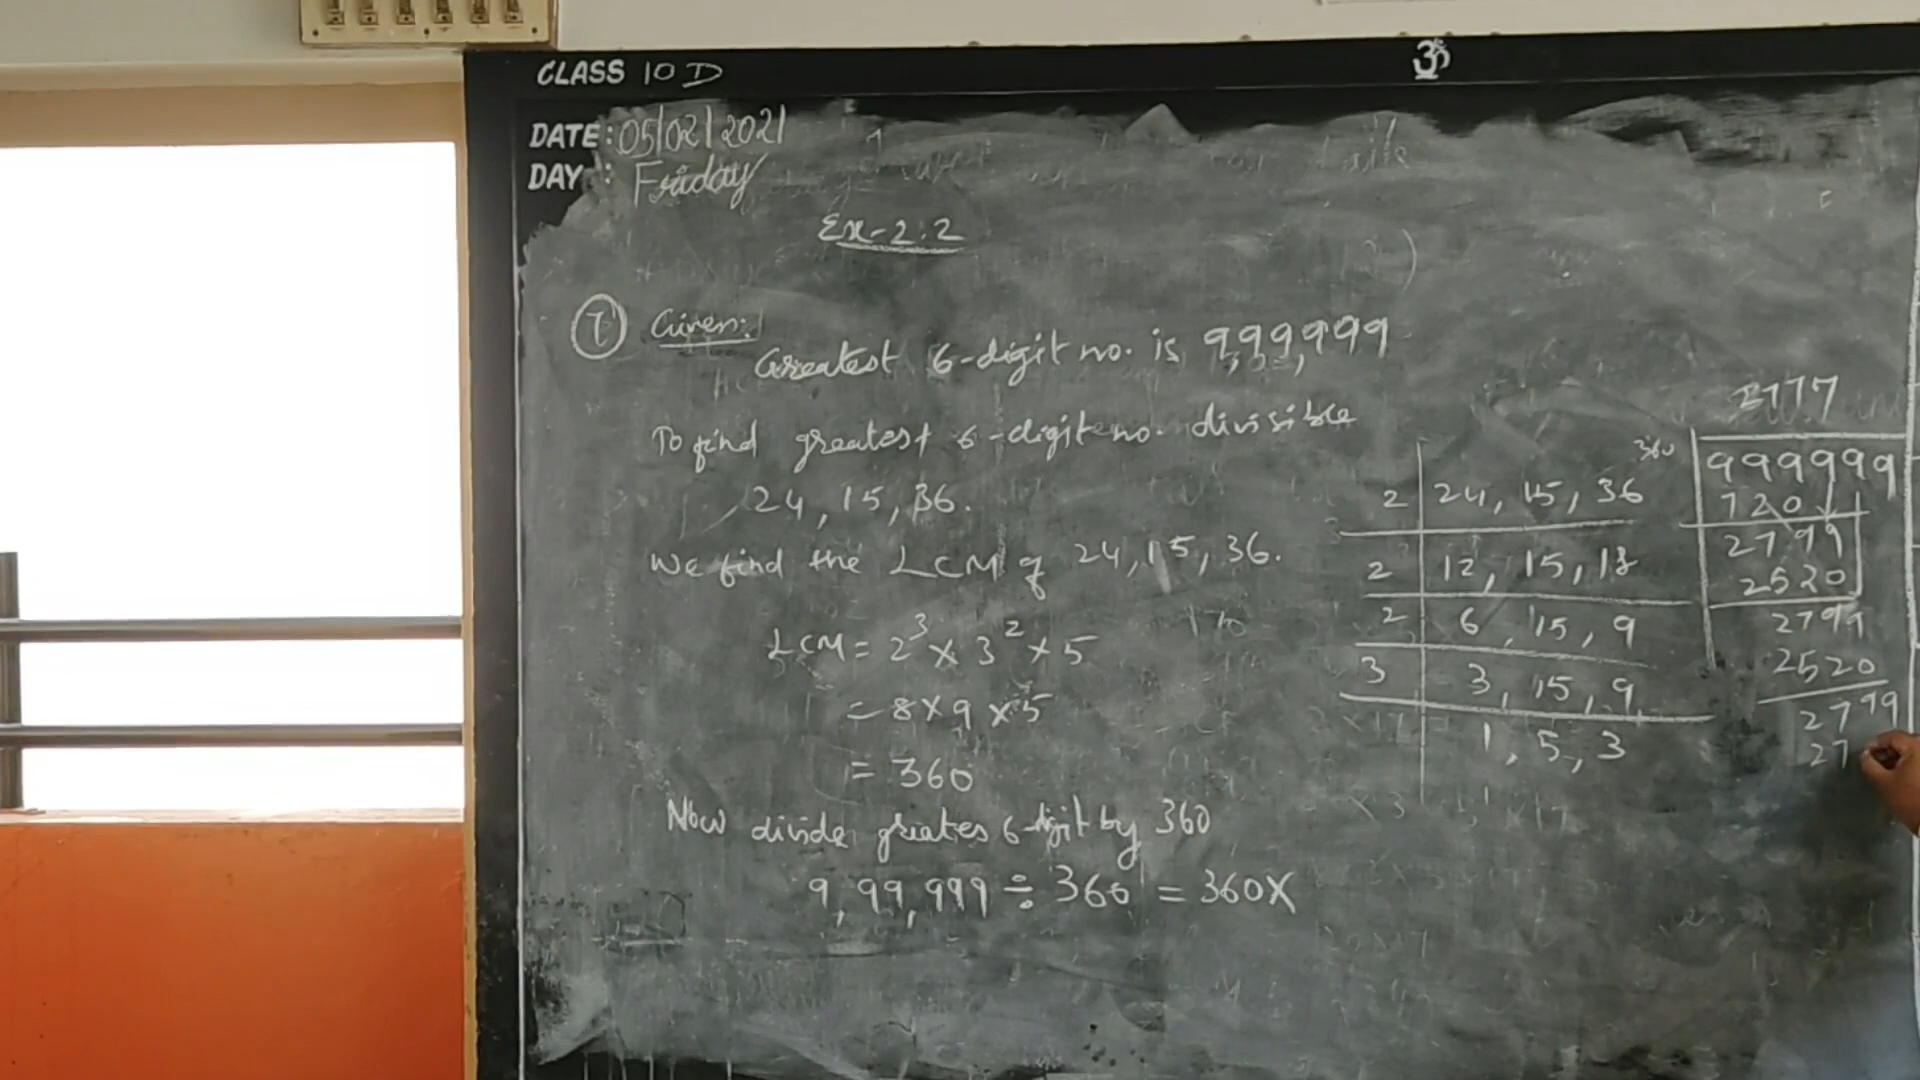 CLASS 10 D
ॐ
DATE: 05/02/2021
DAY : Friday
Ex-2.2
7 Given:
Greatest 6-digit no. is 999,999
To find greatest 6-digit no. divisible
24, 15, 36.
We find the LCM of 24, 15, 36.
LCM = 2³ × 3² × 5
= 8 × 9 × 5
= 360
Now divide greates 6-digit by 360
9,99,999 ÷ 360 = 360X
2 24, 15, 36
2 12, 15, 18
2 6, 15, 9
3 3, 15, 9
1, 5, 3
2777
360 999999
720
2799
2520
2799
2520
2799
27